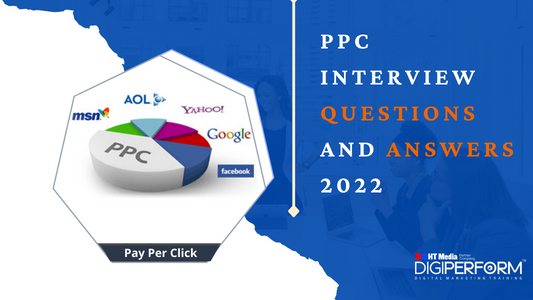 PPC
INTERVIEW
QUESTIONS
AND ANSWERS
2022
msn
AOL
YAHOO!
Google
facebook
PPC
Pay Per Click
HT Media
DIGIPERFORM™
DIGITAL MARKETING TRAINING